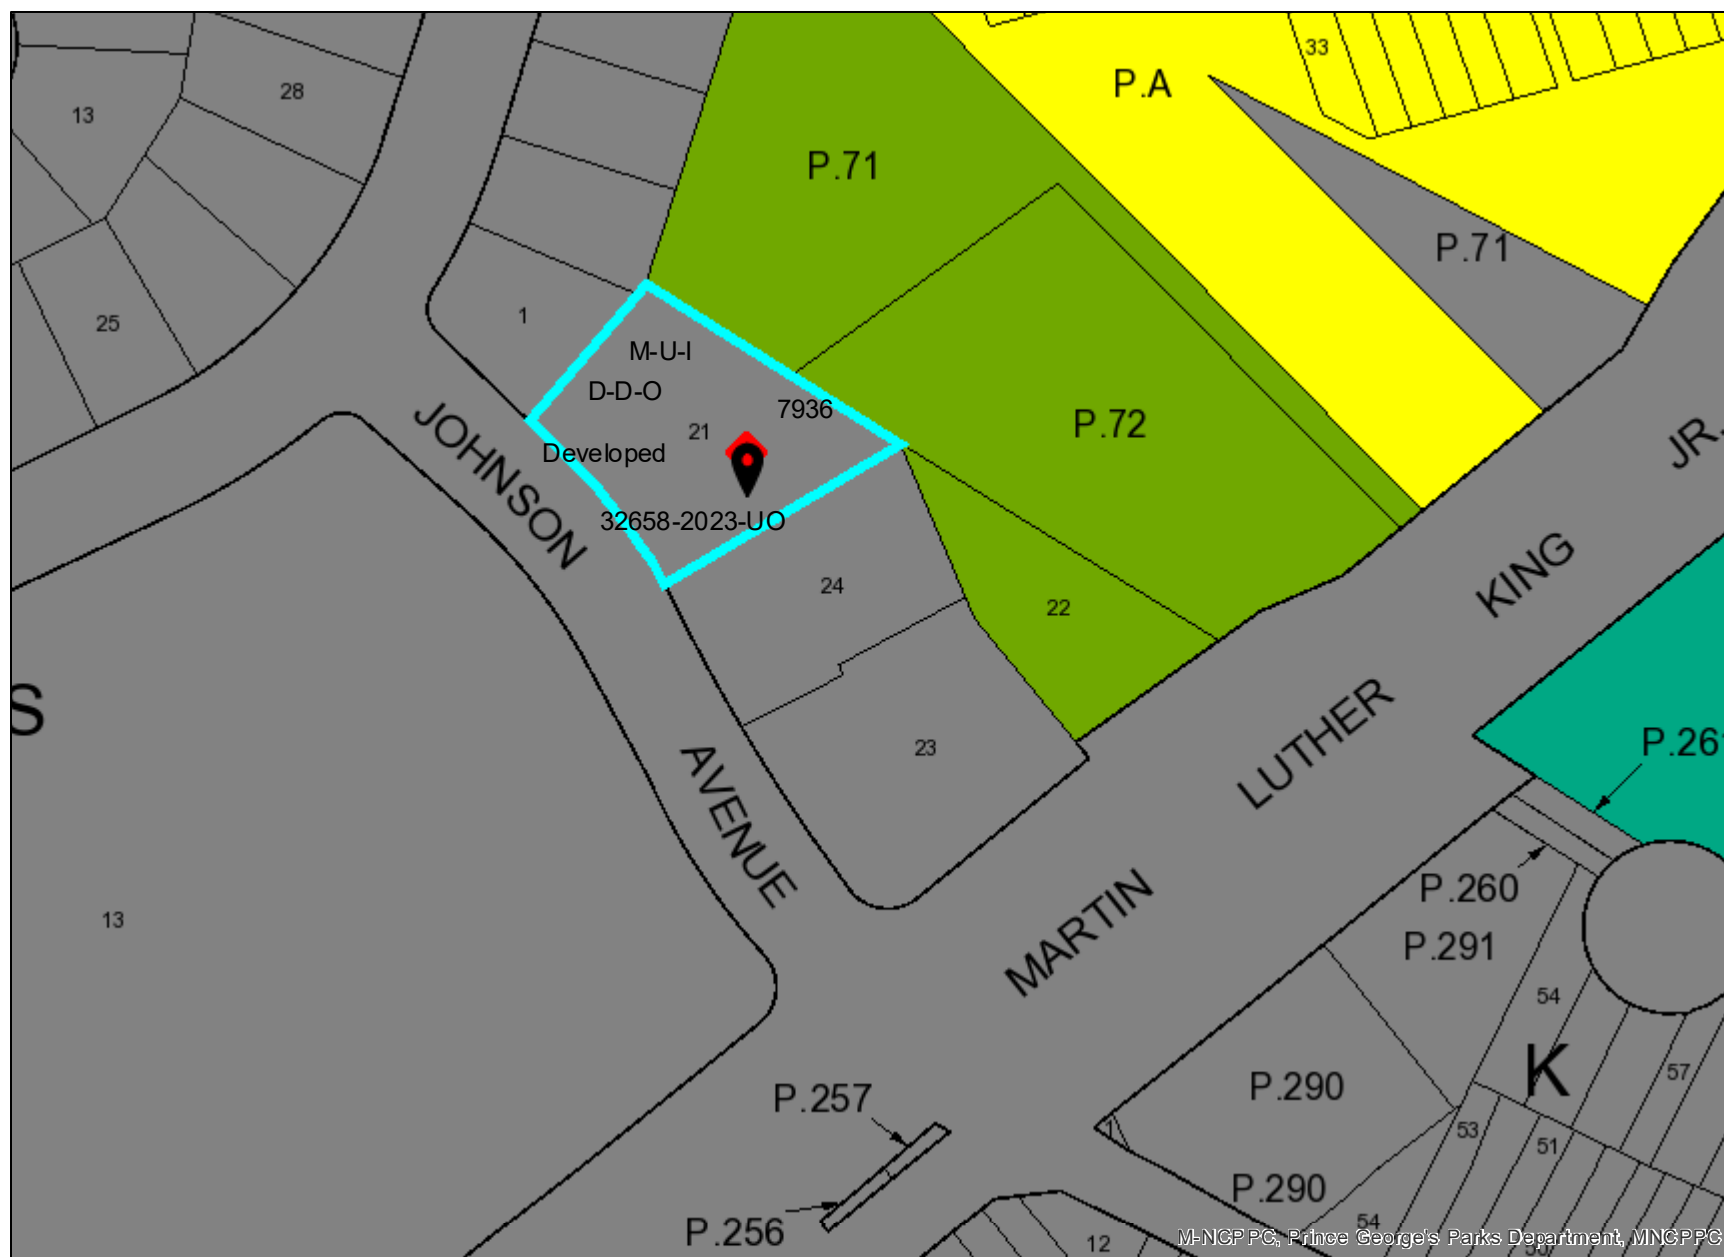 33
P.A
28
13
P.71
P.71
1
25
M-U-I
D-D-O
7936
21
Developed
P.72
JR.
JOHNSON
32658-2023-UO
KING
24
22
S
LUTHER
P.261
23
AVENUE
P.260
MARTIN
P.291
13
54
K
57
P.290
P.257
1
53
51
P.290
P.256
54
12
M-NCPPC, Prince George's Parks Department, MNCPPC